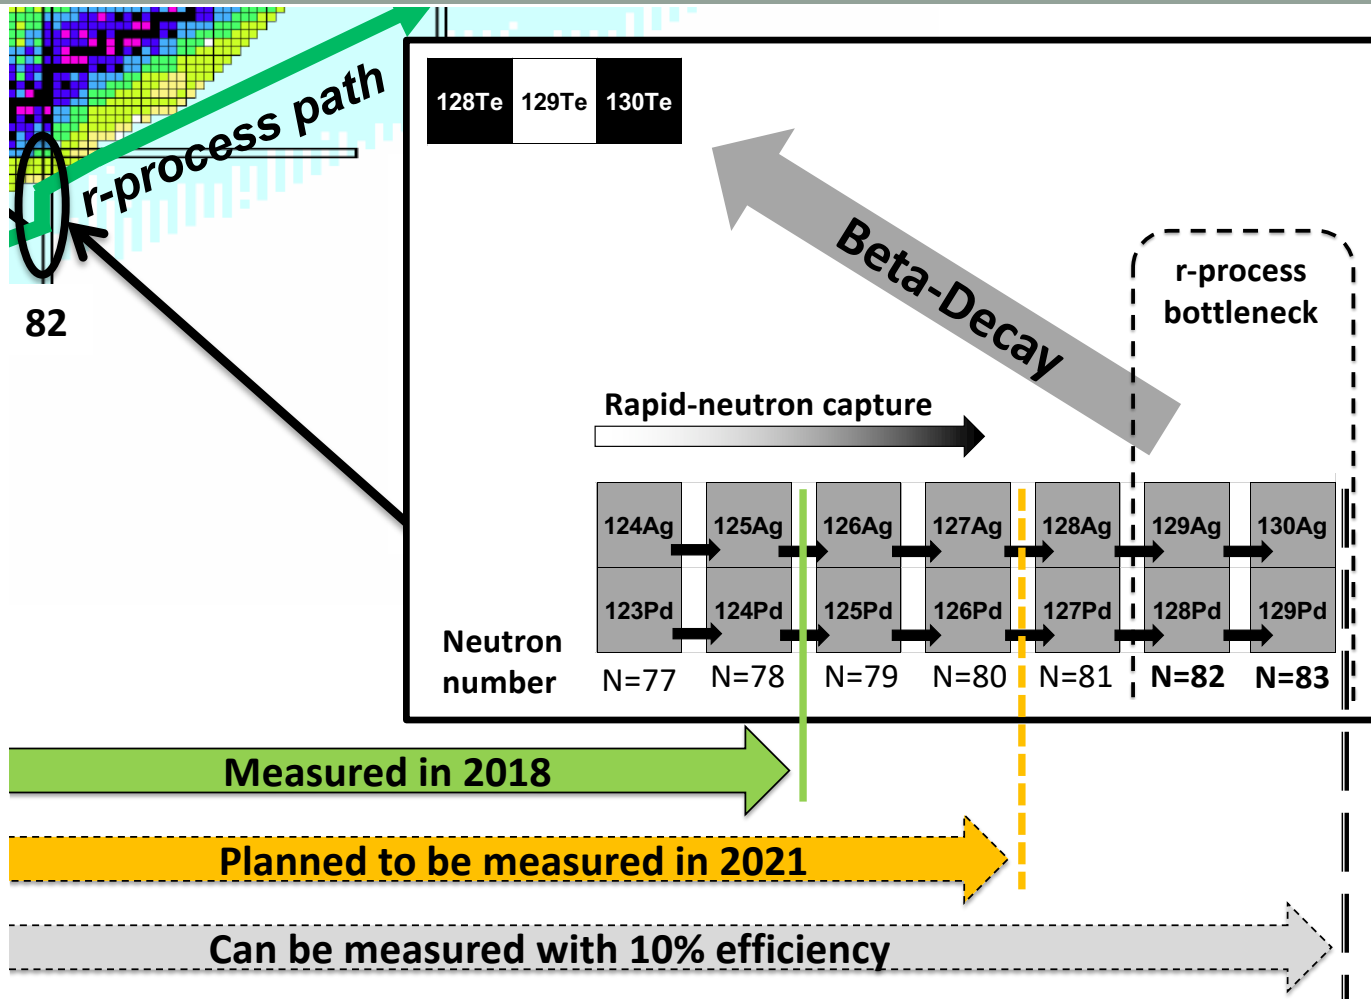 r-process path
82
128Te 129Te 130Te
Beta-Decay
r-process
bottleneck
Rapid-neutron capture
124Ag 125Ag 126Ag 127Ag 128Ag 129Ag 130Ag
123Pd 124Pd 125Pd 126Pd 127Pd 128Pd 129Pd
Neutron
number
N=77 N=78 N=79 N=80 N=81 N=82 N=83
Measured in 2018
Planned to be measured in 2021
Can be measured with 10% efficiency